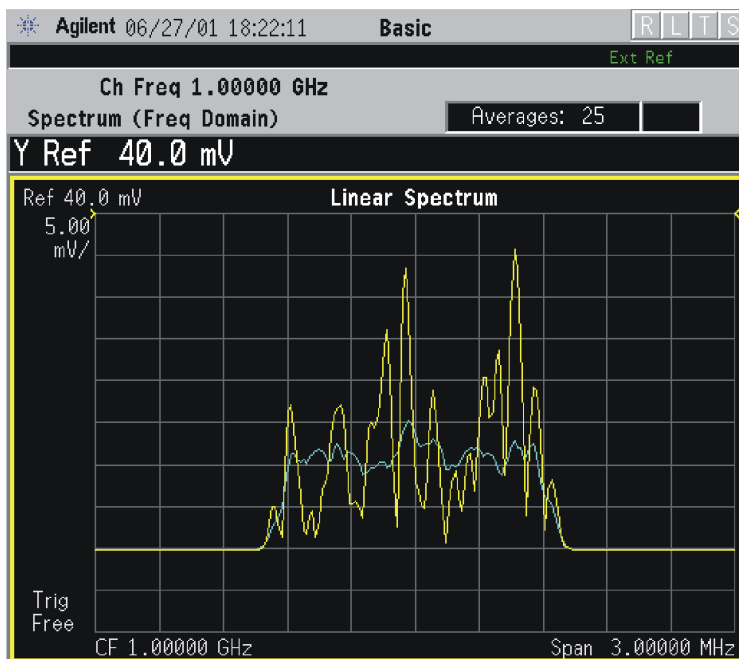 Agilent 06/27/01 18:22:11 Basic R L T S
Ext Ref
Ch Freq 1.00000 GHz
Spectrum (Freq Domain)
Averages: 25
Y Ref 40.0 mV
Ref 40.0 mV Linear Spectrum
5.00
mV/
Trig
Free
CF 1.00000 GHz Span 3.00000 MHz